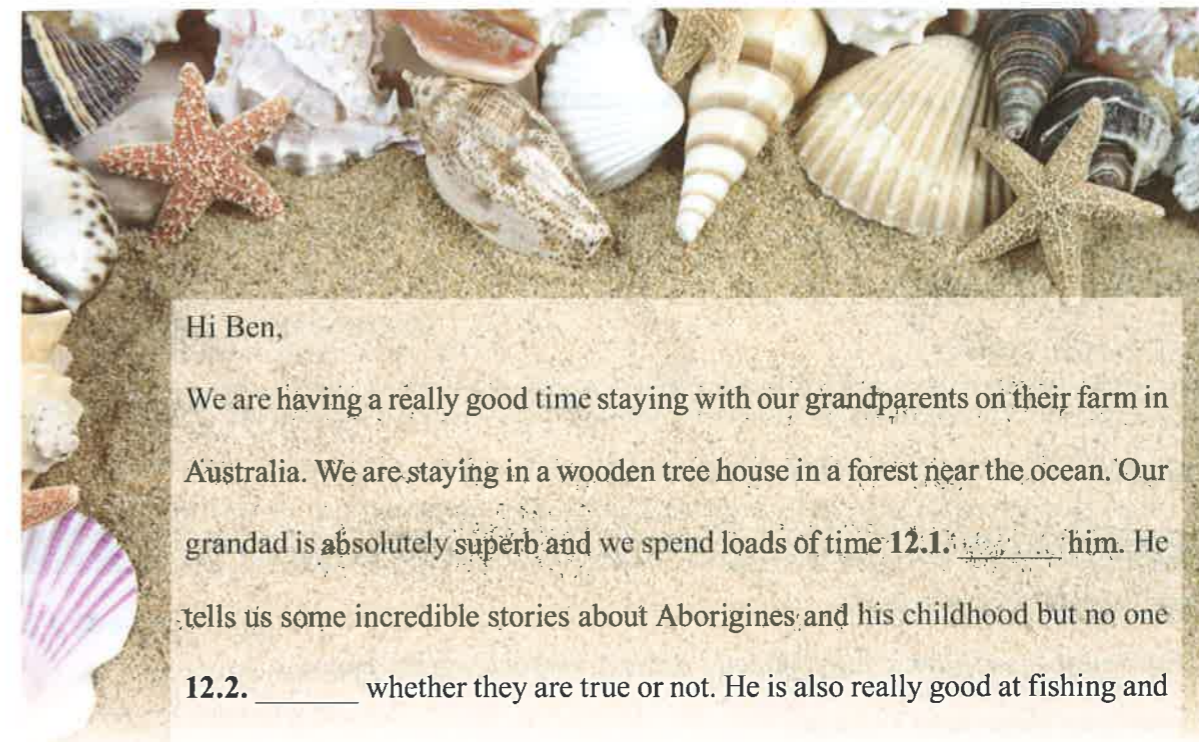 Hi Ben,
We are having a really good time staying with our grandparents on their farm in
Australia. We are staying in a wooden tree house in a forest near the ocean. Our
grandad is absolutely superb and we spend loads of time 12.1. _______ him. He
tells us some incredible stories about Aborigines and his childhood but no one
12.2. _______ whether they are true or not. He is also really good at fishing and